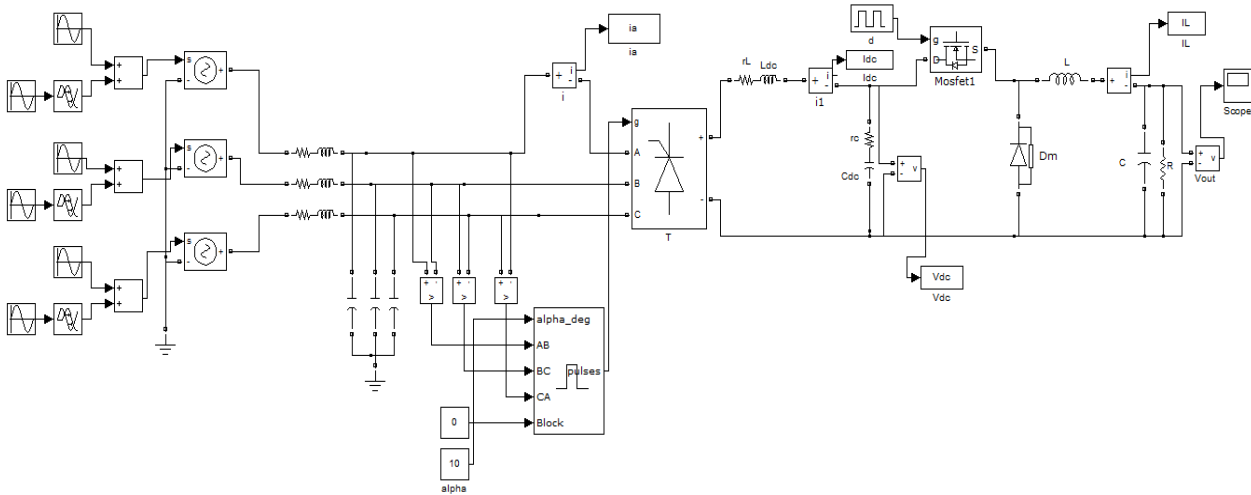 ia
ia
d
g
S
D
Mosfet1
IL
IL
Scope
s
-
+
+
+
+ i
-
i
rL
Ldc
+ i
-
i1
Idc
Idc
L
+ i
-
g
A
B
C
+
-
T
rc
Cdc
+
-
v
Dm
C
R
+
-
v
Vout
s
-
+
+
+
s
-
+
+
+
+ -
v
+ -
v
+ -
v
Vdc
Vdc
alpha_deg
AB
BC
CA
Block
pulses
0
10
alpha